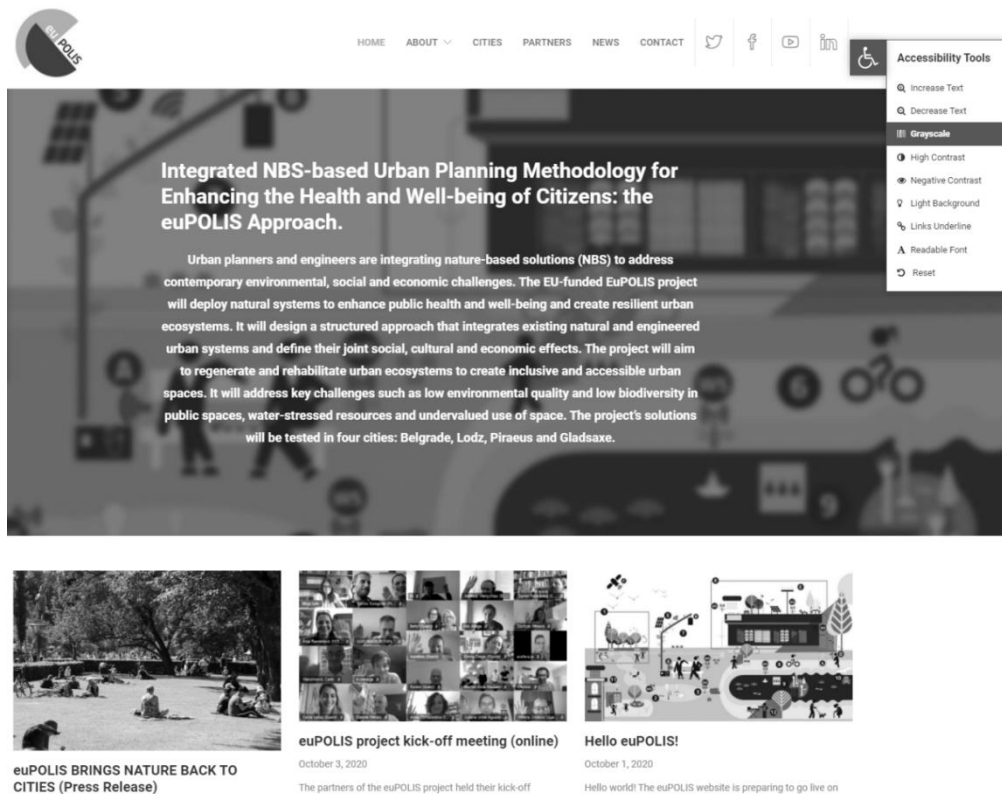 eu POLIS
HOME ABOUT CITIES PARTNERS NEWS CONTACT
Accessibility Tools
Increase Text
Decrease Text
Grayscale
High Contrast
Negative Contrast
Light Background
Links Underline
Readable Font
Reset
Integrated NBS-based Urban Planning Methodology for
Enhancing the Health and Well-being of Citizens: the
euPOLIS Approach.
Urban planners and engineers are integrating nature-based solutions (NBS) to address
contemporary environmental, social and economic challenges. The EU-funded EuPOLIS project
will deploy natural systems to enhance public health and well-being and create resilient urban
ecosystems. It will design a structured approach that integrates existing natural and engineered
urban systems and define their joint social, cultural and economic effects. The project will aim
to regenerate and rehabilitate urban ecosystems to create inclusive and accessible urban
spaces. It will address key challenges such as low environmental quality and low biodiversity in
public spaces, water-stressed resources and undervalued use of space. The project's solutions
will be tested in four cities: Belgrade, Lodz, Piraeus and Gladsaxe.
euPOLIS BRINGS NATURE BACK TO
CITIES (Press Release)
euPOLIS project kick-off meeting (online)
October 3, 2020
The partners of the euPOLIS project held their kick-off
Hello euPOLIS!
October 1, 2020
Hello world! The euPOLIS website is preparing to go live on